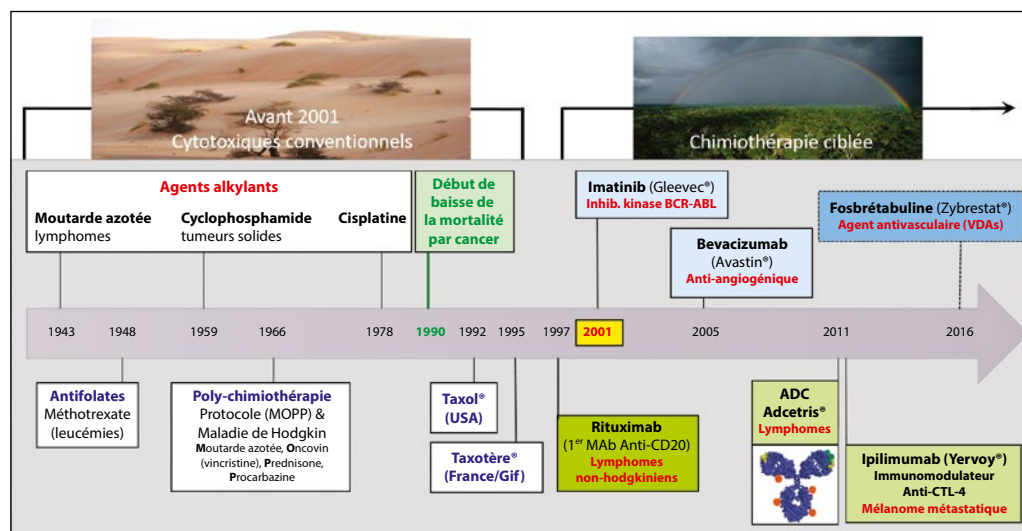 Avant 2001
Cytotoxiques conventionnels
Chimiothérapie ciblée
Agents alkylants
Moutarde azotée
lymphomes
Cyclophosphamide
tumeurs solides
Cisplatine
Début de
baisse de
la mortalité
par cancer
Imatinib (Gleevec®)
Inhib. kinase BCR-ABL
Bevacizumab
(Avastin®)
Anti-angiogénique
Fosbrétabuline (Zybrestat®)
Agent antivasculaire (VDAs)
1943 1948 1959 1966 1978 1990 1992 1995 1997 2001 2005 2011 2016
Antifolates
Méthotrexate
(leucémies)
Poly-chimiothérapie
Protocole (MOPP) &
Maladie de Hodgkin
Moutarde azotée, Oncovin
(vincristine), Prednisone,
Procarbazine
Taxol®
(USA)
Taxotère®
(France/Gif)
Rituximab
(1er MAb Anti-CD20)
Lymphomes
non-hodgkiniens
ADC
Adcetris®
Lymphomes
Ipilimumab (Yervoy®)
Immunomodulateur
Anti-CTL-4
Mélanome métastatique